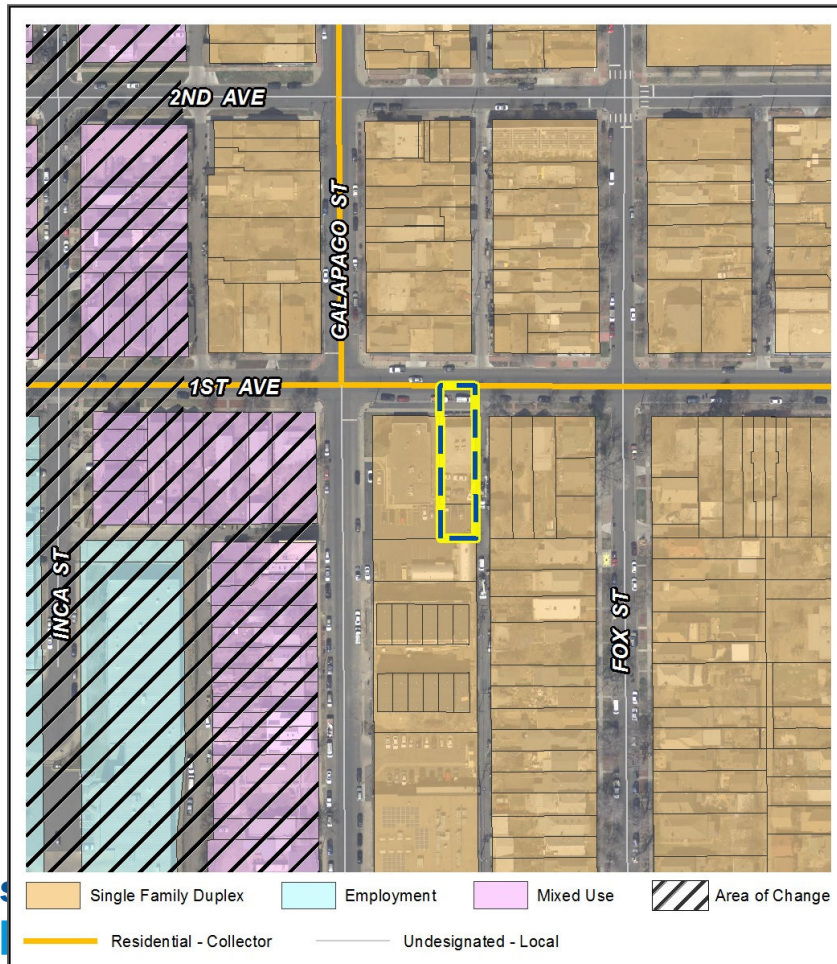 2ND AVE
GALAPAGO ST
1ST AVE
INCA ST
FOX ST
Single Family Duplex
Employment
Mixed Use
Area of Change
Residential - Collector
Undesignated - Local